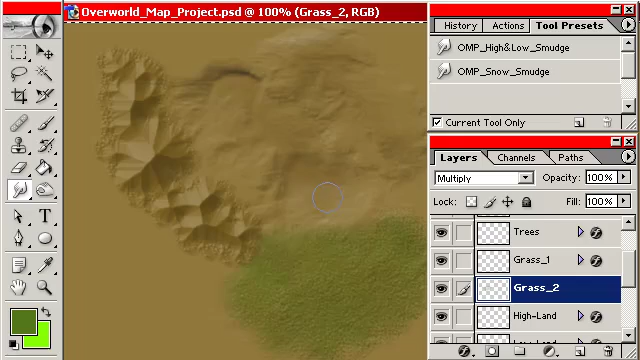 Overworld_Map_Project.psd @ 100% (Grass_2, RGB)
History Actions Tool Presets
OMP_High&Low_Smudge
OMP_Snow_Smudge
Current Tool Only
Layers Channels Paths
Multiply Opacity: 100%
Lock: Fill: 100%
Trees
Grass_1
Grass_2
High-Land
T